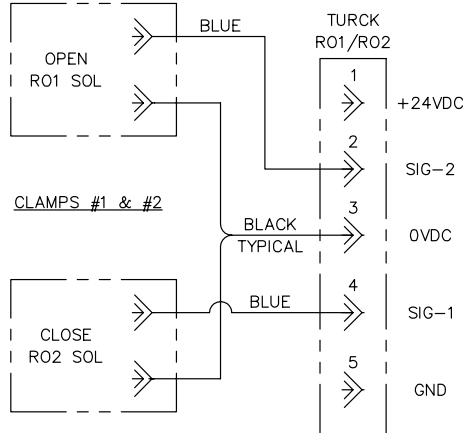 OPEN
RO1 SOL
BLUE
TURCK
RO1/RO2
1
+24VDC
2
SIG-2
CLAMPS #1 & #2
BLACK
TYPICAL
3
0VDC
CLOSE
RO2 SOL
BLUE
4
SIG-1
5
GND